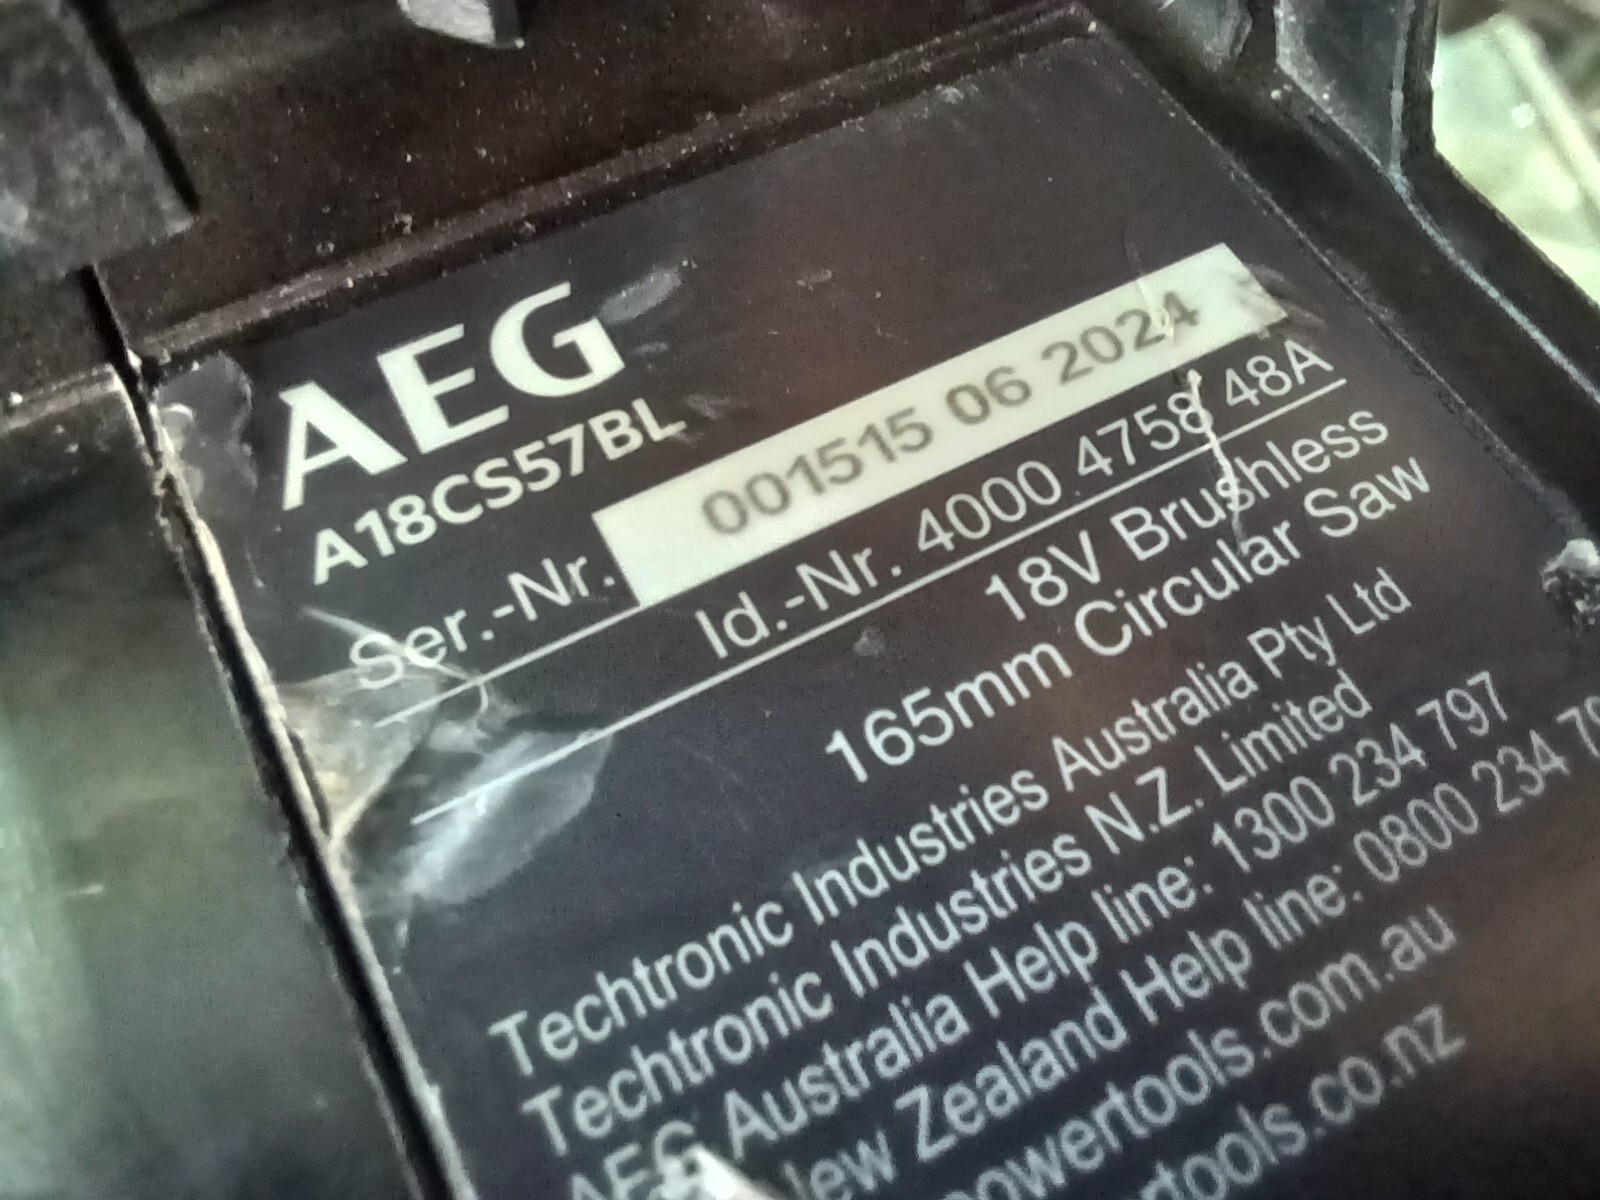 AEG
A18CS57BL
Ser.-Nr. 001515 06 2024
Id.-Nr. 4000 4758 48A
18V Brushless
165mm Circular Saw
Techtronic Industries Australia Pty Ltd
Techtronic Industries N.Z. Limited
AEG Australia Help line: 1300 234 797
New Zealand Help line: 0800 234 79
powertools.com.au
tools.co.nz